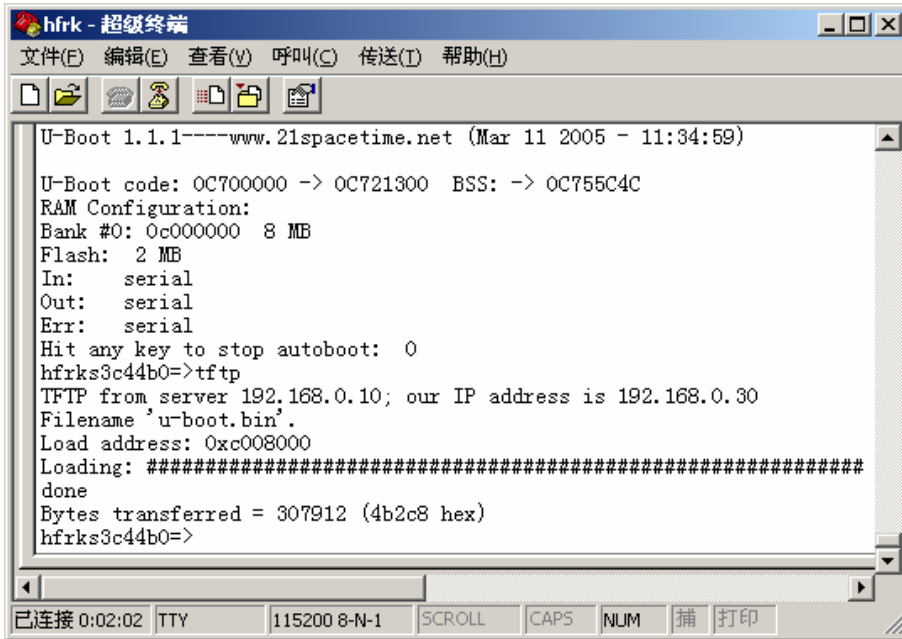 hfrk - 超级终端
文件(F) 编辑(E) 查看(V) 呼叫(C) 传送(T) 帮助(H)
U-Boot 1.1.1----www.21spacetime.net (Mar 11 2005 - 11:34:59)
U-Boot code: 0C700000 -> 0C721300 BSS: -> 0C755C4C
RAM Configuration:
Bank #0: 0c000000 8 MB
Flash: 2 MB
In: serial
Out: serial
Err: serial
Hit any key to stop autoboot: 0
hfrks3c44b0=>tftp
TFTP from server 192.168.0.10; our IP address is 192.168.0.30
Filename 'u-boot.bin'.
Load address: 0xc008000
Loading: #############################################################
done
Bytes transferred = 307912 (4b2c8 hex)
hfrks3c44b0=>
已连接 0:02:02 TTY 115200 8-N-1 SCROLL CAPS NUM 捕 打印